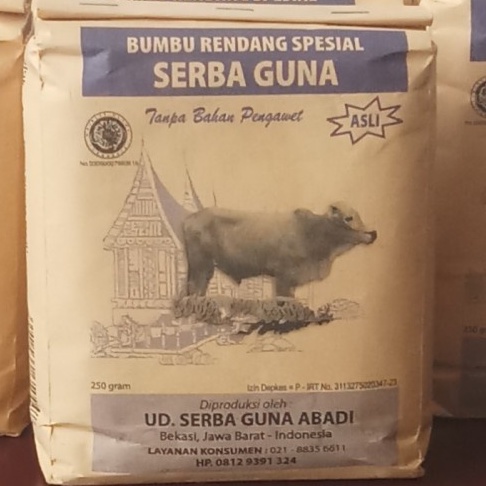 BUMBU RENDANG SPESIAL
SERBA GUNA
Tanpa Bahan Pengawet
ASLI
250 gram
Izin Depkes = P - IRT No. 3113275020347-23
Diproduksi oleh
UD. SERBA GUNA ABADI
Bekasi, Jawa Barat - Indonesia
LAYANAN KONSUMEN : 021 - 8835 6611
HP. 0812 9391 324